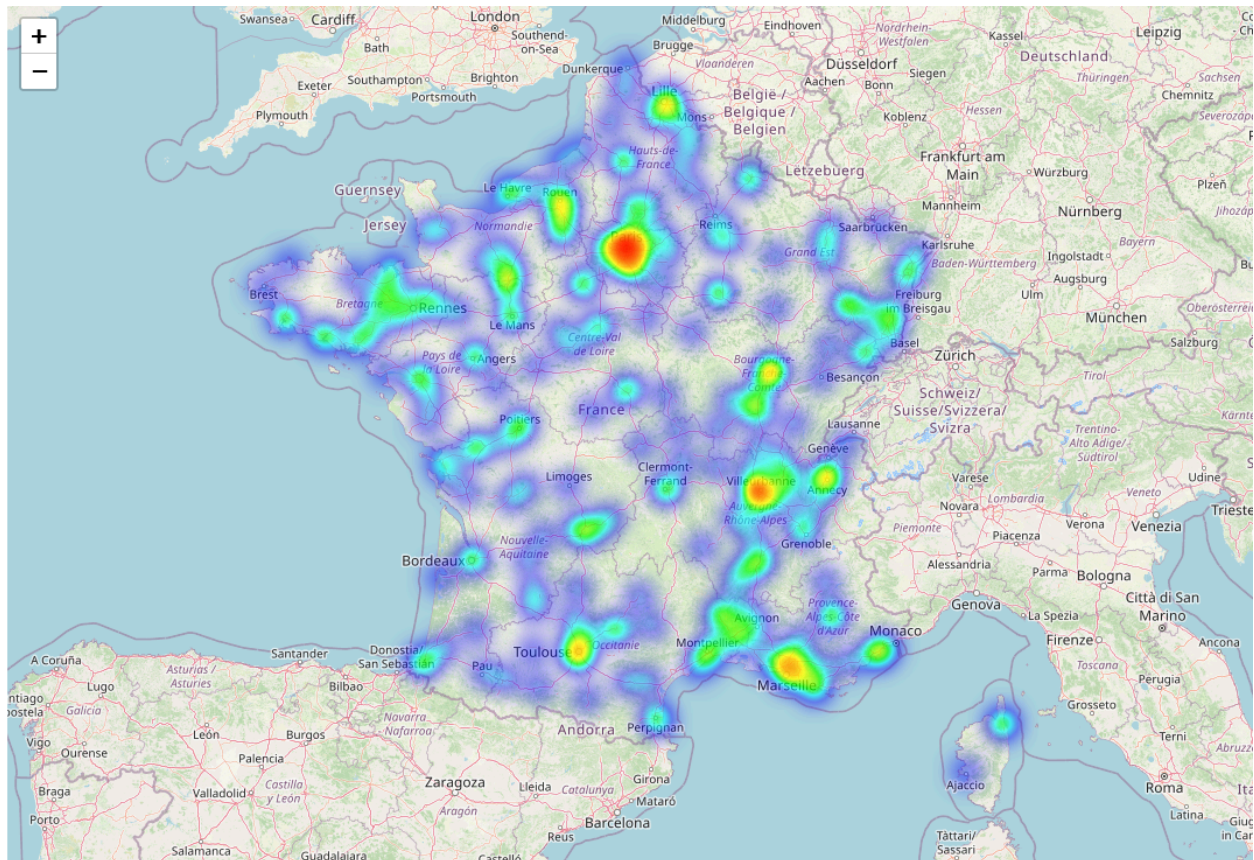 +
−
Swansea
Cardiff
London
Southend-
on-Sea
Bath
Middelburg
Eindhoven
Brugge
Vlaanderen
Nordrhein-
Westfalen
Kassel
Leipzig
Deutschland
Düsseldorf
Aachen
Siegen
Bonn
Thüringen
Chemnitz
Sachsen
Exeter
Southampton
Brighton
Portsmouth
Plymouth
Dunkerque
Lille
Mons
België /
Belgique /
Belgien
Koblenz
Hessen
Frankfurt am
Main
Würzburg
Plzeň
Hauts-de-
France
Letzebuerg
Mannheim
Nürnberg
Guernsey
Jersey
Le Havre
Rouen
Normandie
Reims
Saarbrücken
Grand Est
Karlsruhe
Baden-Württemberg
Bayern
Ingolstadt
Augsburg
Ulm
München
Freiburg
im Breisgau
Oberösterrei
Salzburg
Brest
Bretagne
Rennes
Le Mans
Centre-Val
de Loire
Basel
Zürich
Angers
Pays de
la Loire
Bourgogne-
Franche-
Comté
Besançon
Tirol
France
Schweiz/
Suisse/Svizzera/
Svizra
Lausanne
Trentino-
Alto Adige/
Südtirol
Poitiers
Genève
Limoges
Clermont-
Ferrand
Villeurbanne
Annecy
Auvergne-
Rhône-Alpes
Varese
Novara
Lombardia
Veneto
Udine
Venezia
Verona
Trieste
Piemonte
Piacenza
Grenoble
Bordeaux
Nouvelle-
Aquitaine
Alessandria
Parma
Bologna
Genova
La Spezia
Città di San
Marino
Provence-
Alpes-Côte
d'Azur
Avignon
Montpellier
Monaco
Firenze
Ancona
Toscana
A Coruña
Lugo
Asturias /
Asturies
Santander
Donostia/
San Sebastián
Bilbao
Pau
Toulouse
Occitanie
Marseille
Perugia
Galicia
Navarra -
Nafarroa
Andorra
Perpignan
Grosseto
Terni
Vigo
Ourense
León
Burgos
Palencia
Castilla
y León
Valladolid
Zaragoza
Aragón
Lleida
Catalunya
Girona
Mataró
Barcelona
Reus
Ajaccio
Roma
Latina
Braga
Porto
Salamanca
Guadalajara
Tàttari/
Sassari